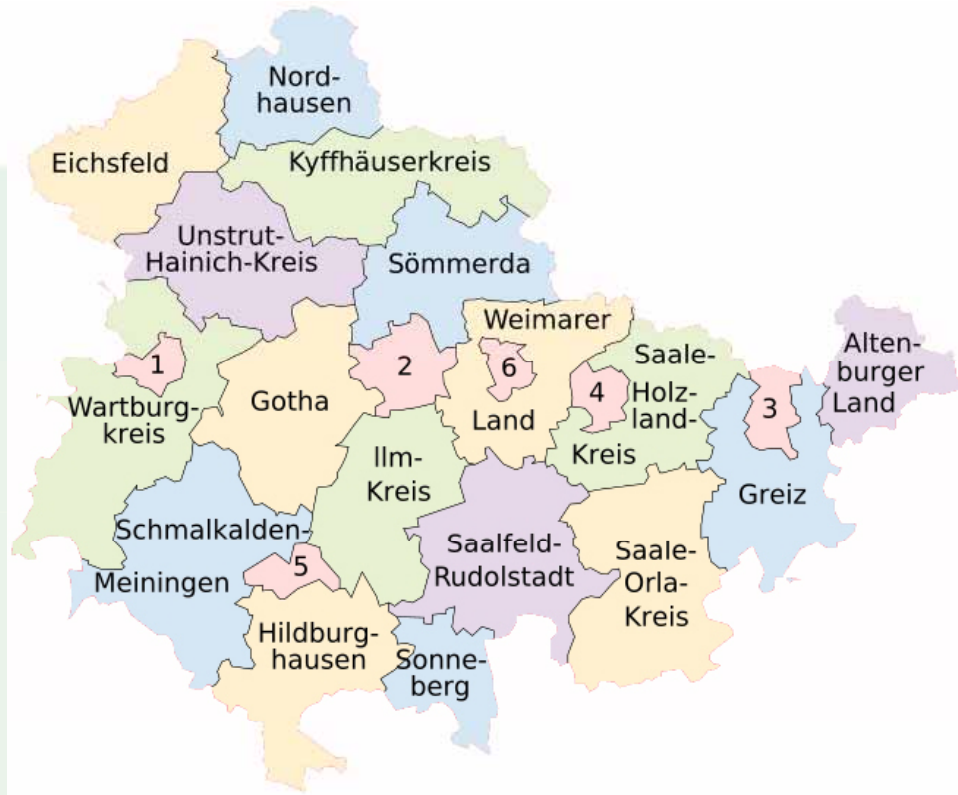 Nord-
hausen
Eichsfeld
Kyffhäuserkreis
Unstrut-
Hainich-Kreis
Sömmerda
Weimarer
Land
1
2
6
4
3
Saale-
Holz-
land-
Kreis
Alten-
burger
Land
Wartburg-
kreis
Gotha
Ilm-
Kreis
Greiz
Schmalkalden-
Meiningen
5
Saalfeld-
Rudolstadt
Saale-
Orla-
Kreis
Hildburg-
hausen
Sonne-
berg